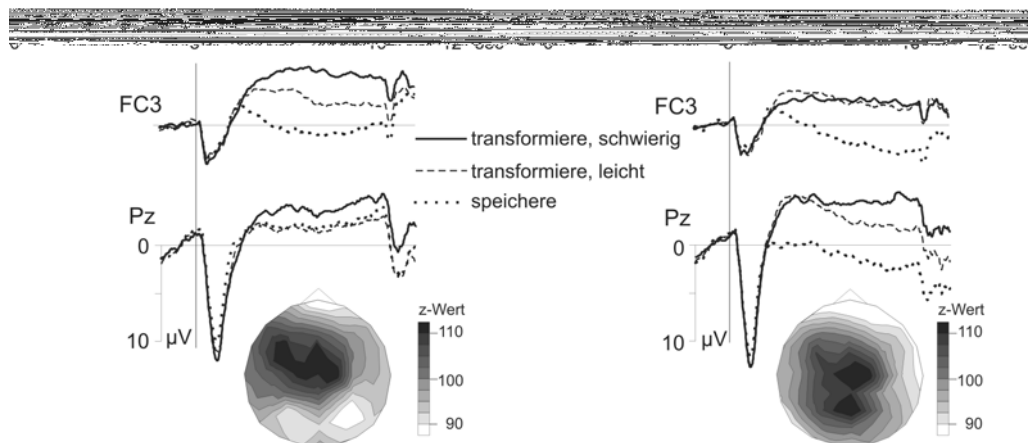 FC3
FC3
transformiere, schwierig
transformiere, leicht
speichere
Pz
Pz
0
0
z-Wert
z-Wert
110
110
10
µV
10
µV
100
100
90
90